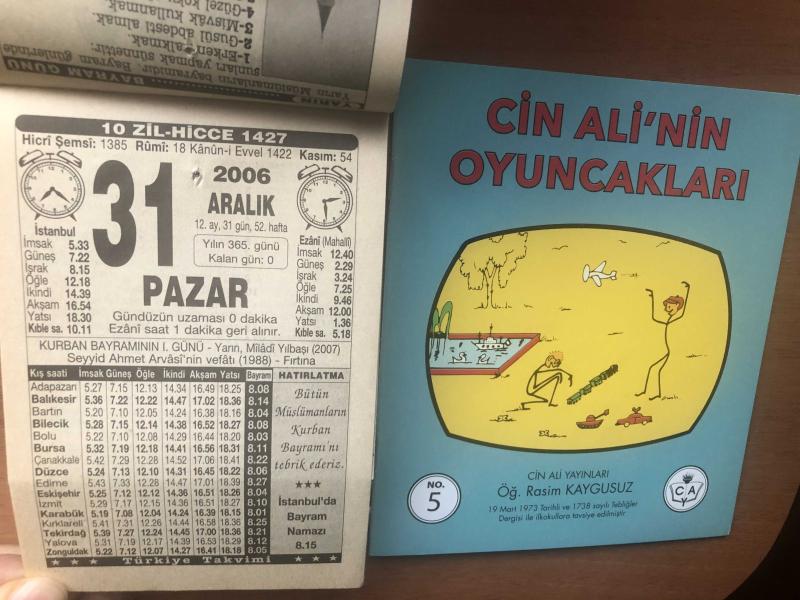 YARIN ....... BAYRAM GÜNÜ
Yarın Müslümanların bayramıdır. Bayram günlerinde
şunları yapmak sünnettir:
1-Erken kalkmak.
2-Gusül abdesti almak.
3-Misvâk kullanmak.
4-Güzel
10 ZİL-HİCCE 1427
Hicrî Şemsî: 1385 Rûmî: 18 Kânûn-i Evvel 1422 Kasım: 54
31
2006
ARALIK
12. ay, 31 gün, 52. hafta
Yılın 365. günü
Kalan gün: 0
PAZAR
Gündüzün uzaması 0 dakika
Ezânî saat 1 dakika geri alınır.
İstanbul
İmsak 5.33
Güneş 7.22
İşrak 8.15
Öğle 12.18
İkindi 14.39
Akşam 16.54
Yatsı 18.30
Kıble sa. 10.11
Ezânî (Mahallî)
İmsak 12.40
Güneş 2.29
İşrak 3.24
Öğle 7.25
İkindi 9.46
Akşam 12.00
Yatsı 1.36
Kıble sa. 5.18
KURBAN BAYRAMININ I. GÜNÜ - Yarın, Mîlâdî Yılbaşı (2007)
Seyyid Ahmet Arvâsî'nin vefâtı (1988) - Fırtına
Kış saati İmsak Güneş Öğle İkindi Akşam Yatsı Bayram
Adapazarı 5.27 7.15 12.13 14.34 16.49 18.25 8.08
Balıkesir 5.36 7.22 12.22 14.47 17.02 18.36 8.14
Bartın 5.20 7.10 12.05 14.24 16.38 18.16 8.04
Bilecik 5.28 7.15 12.14 14.38 16.52 18.27 8.08
Bolu 5.22 7.10 12.08 14.29 16.44 18.20 8.03
Bursa 5.32 7.19 12.18 14.41 16.56 18.31 8.11
Çanakkale 5.42 7.29 12.28 14.52 17.06 18.41 8.22
Düzce 5.24 7.13 12.10 14.31 16.45 18.22 8.06
Edirne 5.43 7.33 12.28 14.47 17.01 18.39 8.27
Eskişehir 5.25 7.12 12.12 14.36 16.51 18.26 8.04
İzmit 5.29 7.17 12.15 14.36 16.51 18.27 8.10
Karabük 5.19 7.08 12.04 14.24 16.39 18.15 8.01
Kırklareli 5.41 7.31 12.26 14.44 16.58 18.36 8.25
Tekirdağ 5.39 7.27 12.24 14.45 17.00 18.36 8.21
Yalova 5.31 7.19 12.17 14.39 16.53 18.29 8.12
Zonguldak 5.22 7.12 12.07 14.27 16.41 18.18 8.05
HATIRLATMA
Bütün
Müslümanların
Kurban
Bayramı'nı
tebrik ederiz.
★★★
İstanbul'da
Bayram
Namazı
8.15
★ ★ ★ Türkiye Takvimi ★ ★ ★
CİN ALİ'NİN
OYUNCAKLARI
NO.
5
CİN ALİ YAYINLARI
Öğ. Rasim KAYGUSUZ
19 Mart 1973 Tarihli ve 1738 sayılı Tebliğler
Dergisi ile ilkokullara tavsiye edilmiştir.
C A